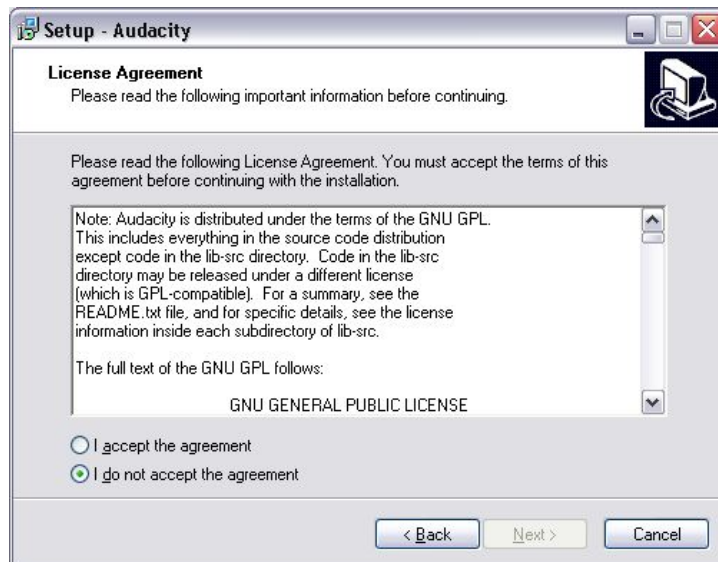 Setup - Audacity
License Agreement
Please read the following important information before continuing.
Please read the following License Agreement. You must accept the terms of this
agreement before continuing with the installation.
Note: Audacity is distributed under the terms of the GNU GPL.
This includes everything in the source code distribution
except code in the lib-src directory. Code in the lib-src
directory may be released under a different license
(which is GPL-compatible). For a summary, see the
README.txt file, and for specific details, see the license
information inside each subdirectory of lib-src.
The full text of the GNU GPL follows:
GNU GENERAL PUBLIC LICENSE
I accept the agreement
I do not accept the agreement
< Back Next > Cancel